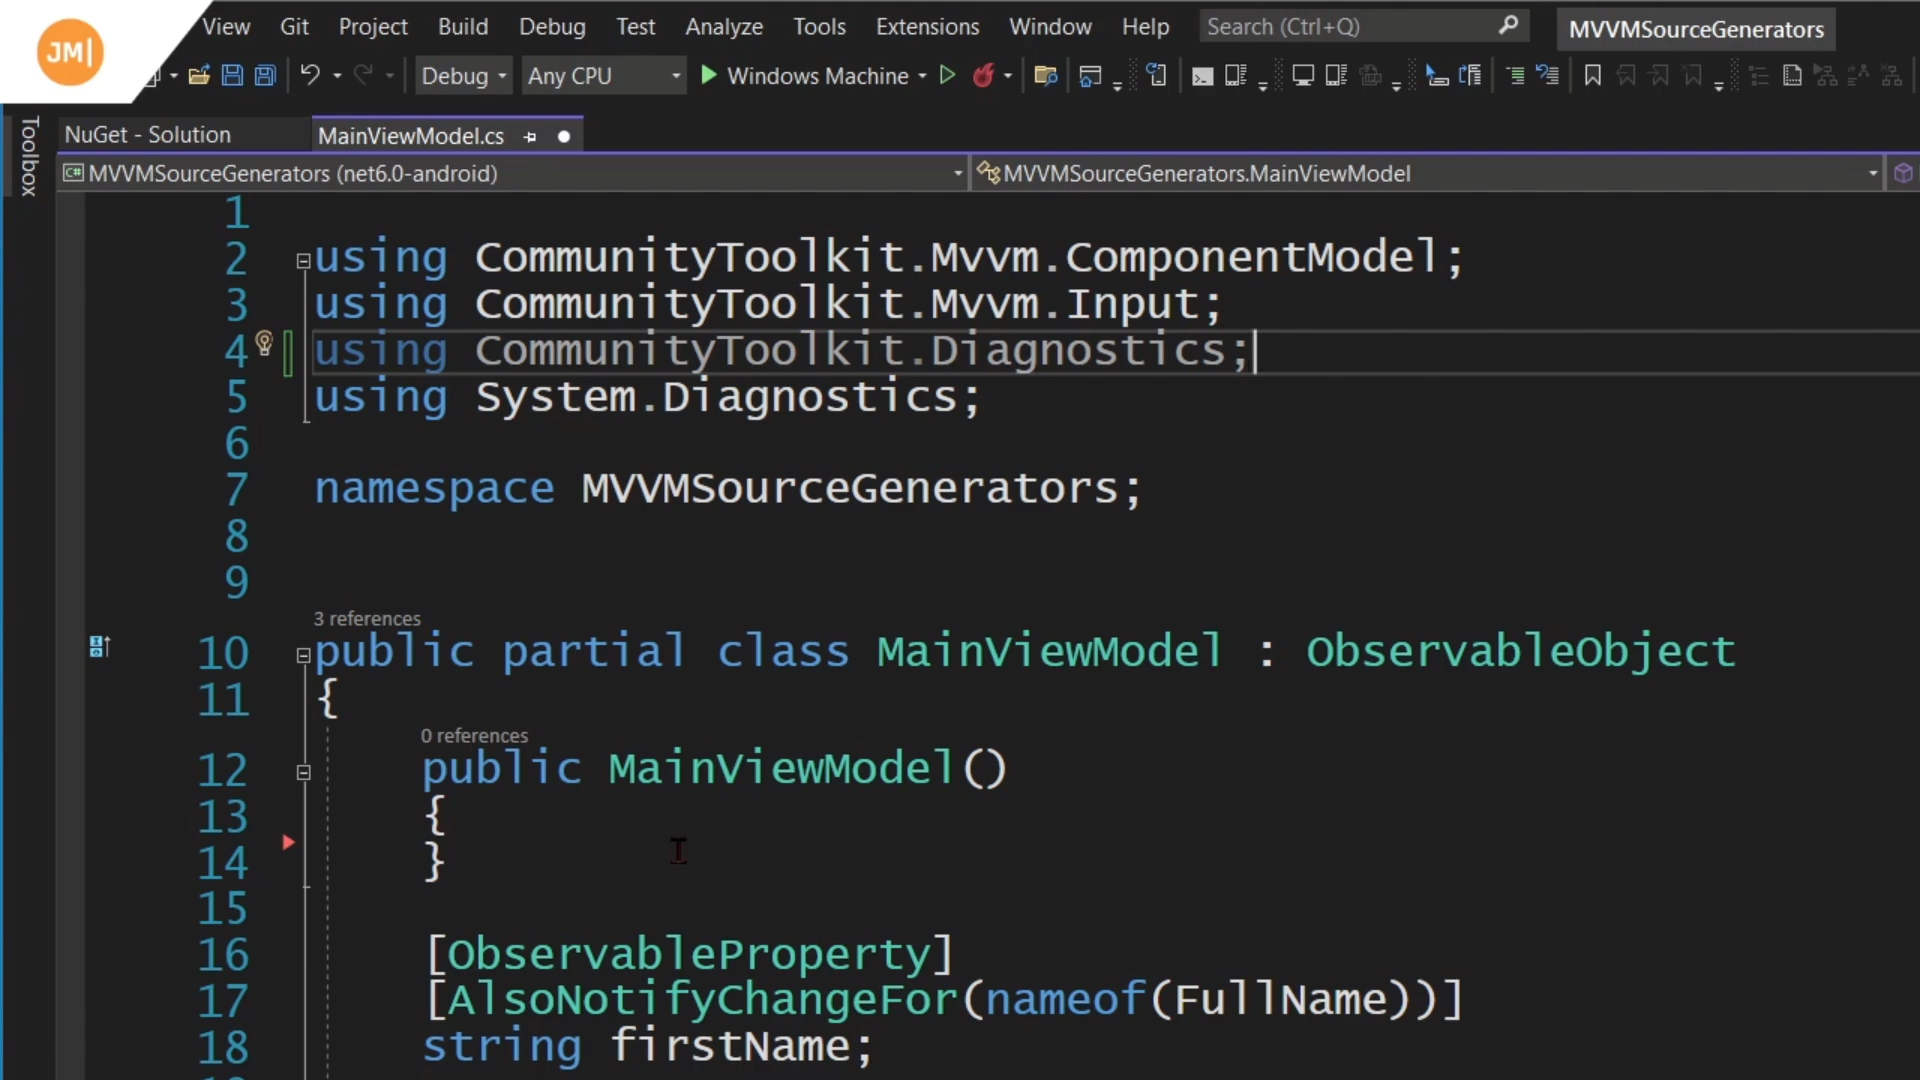 JM|
View Git Project Build Debug Test Analyze Tools Extensions Window Help Search (Ctrl+Q) MVVMSourceGenerators
Debug Any CPU Windows Machine
Toolbox
NuGet - Solution MainViewModel.cs
C# MVVMSourceGenerators (net6.0-android) MVVMSourceGenerators.MainViewModel
1
2 using CommunityToolkit.Mvvm.ComponentModel;
3 using CommunityToolkit.Mvvm.Input;
4 using CommunityToolkit.Diagnostics;
5 using System.Diagnostics;
6
7 namespace MVVMSourceGenerators;
8
9
3 references
10 public partial class MainViewModel : ObservableObject
11 {
0 references
12 public MainViewModel()
13 {
14 }
15
16 [ObservableProperty]
17 [AlsoNotifyChangeFor(nameof(FullName))]
18 string firstName;